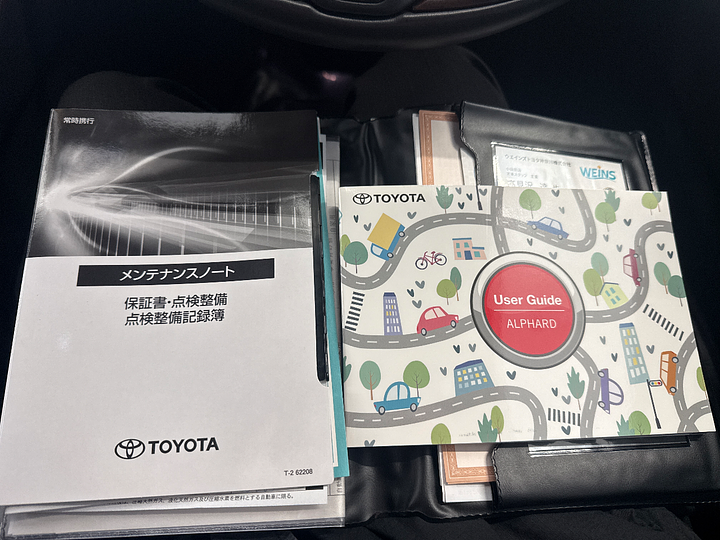 常時携行
メンテナンスノート
保証書・点検整備
点検整備記録簿
TOYOTA
T-2 62208
TOYOTA
User Guide
ALPHARD
WEINS